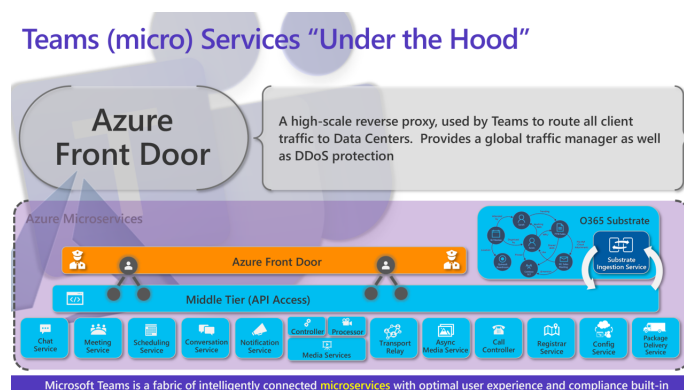 Teams (micro) Services “Under the Hood”
Azure
Front Door
A high-scale reverse proxy, used by Teams to route all client
traffic to Data Centers. Provides a global traffic manager as well
as DDoS protection
Azure Microservices
O365 Substrate
Substrate
Ingestion Service
Azure Front Door
Middle Tier (API Access)
Chat
Service
Meeting
Service
Scheduling
Service
Conversation
Service
Notification
Service
Controller
Processor
Media Services
Transport
Relay
Async
Media Service
Call
Controller
Registrar
Service
Config
Service
Package
Delivery
Service
Microsoft Teams is a fabric of intelligently connected microservices with optimal user experience and compliance built-in